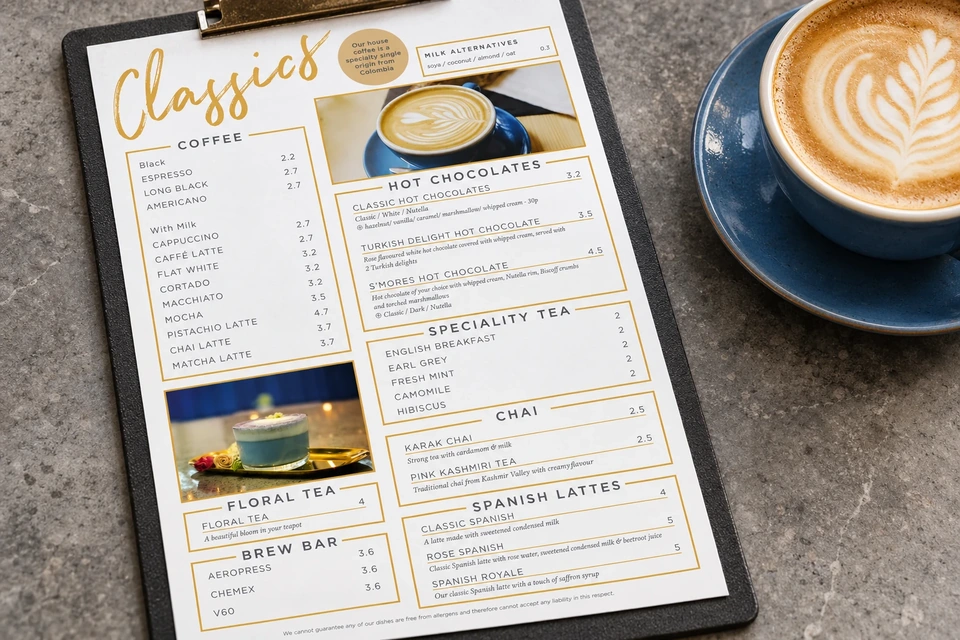 Classics
Our house
coffee is a
specialty single
origin from
Colombia
MILK ALTERNATIVES
soya / coconut / almond / oat 0.3
COFFEE
Black
ESPRESSO 2.2
LONG BLACK 2.7
AMERICANO 2.7
With Milk
CAPPUCCINO 2.7
CAFFÈ LATTE 2.7
FLAT WHITE 3.2
CORTADO 3.2
MACCHIATO 3.2
MOCHA 3.5
PISTACHIO LATTE 4.7
CHAI LATTE 3.7
MATCHA LATTE 3.7
FLORAL TEA
FLORAL TEA 4
A beautiful bloom in your teapot
BREW BAR
AEROPRESS 3.6
CHEMEX 3.6
V60 3.6
HOT CHOCOLATES
CLASSIC HOT CHOCOLATES 3.2
Classic / White / Nutella
⊕ hazelnut/ vanilla/ caramel/ marshmallow/ whipped cream - 30p
TURKISH DELIGHT HOT CHOCOLATE 3.5
Rose flavoured white hot chocolate covered with whipped cream, served with
2 Turkish delights
S'MORES HOT CHOCOLATE 4.5
Hot chocolate of your choice with whipped cream, Nutella rim, Biscoff crumbs
and torched marshmallows
⊕ Classic / Dark / Nutella
SPECIALITY TEA
ENGLISH BREAKFAST 2
EARL GREY 2
FRESH MINT 2
CAMOMILE 2
HIBISCUS 2
CHAI
KARAK CHAI 2.5
Strong tea with cardamom & milk
PINK KASHMIRI TEA 2.5
Traditional chai from Kashmir Valley with creamy flavour
SPANISH LATTES
CLASSIC SPANISH 4
A latte made with sweetened condensed milk
ROSE SPANISH 5
Classic Spanish latte with rose water, sweetened condensed milk & beetroot juice
SPANISH ROYALE 5
Our classic Spanish latte with a touch of saffron syrup
We cannot guarantee any of our dishes are free from allergens and therefore cannot accept any liability in this respect.